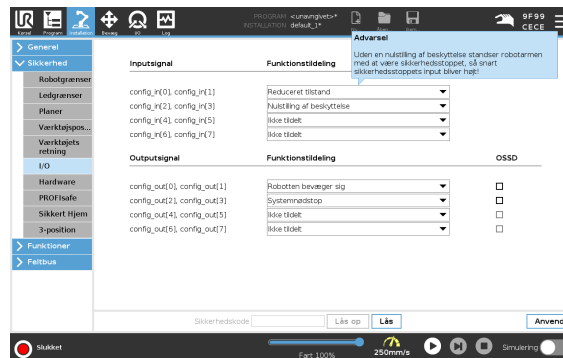 UR
Kørsel
Program
Installation
Bevæg
I/O
Log
PROGRAM <unavngivet>*
INSTALLATION default_1*
9F99
CECE
Advarsel
Uden en nulstilling af beskyttelse standser robotarmen
med at være sikkerhedsstoppet, så snart
sikkerhedsstoppets input bliver højt!
Generel
Sikkerhed
Robotgrænser
Ledgrænser
Planer
Værktøjspos...
Værktøjets
retning
I/O
Hardware
PROFIsafe
Sikkert Hjem
3-position
Funktioner
Feltbus
Inputsignal Funktionstildeling
config_in[0], config_in[1] Reduceret tilstand
config_in[2], config_in[3] Nulstilling af beskyttelse
config_in[4], config_in[5] Ikke tildelt
config_in[6], config_in[7] Ikke tildelt
Outputsignal Funktionstildeling OSSD
config_out[0], config_out[1] Robotten bevæger sig
config_out[2], config_out[3] Systemnødstop
config_out[4], config_out[5] Ikke tildelt
config_out[6], config_out[7] Ikke tildelt
Sikkerhedskode Lås op Lås Anvend
Slukket
Fart 100%
250mm/s
Simulering